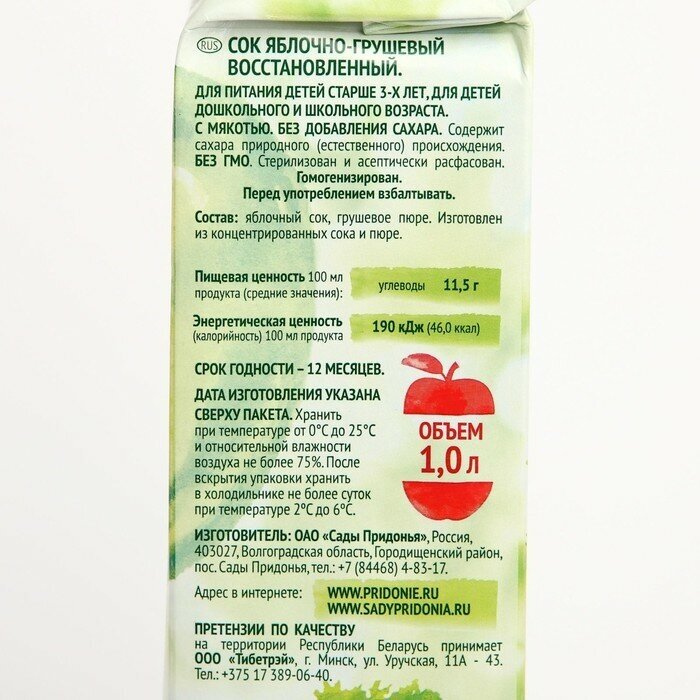 RUS СОК ЯБЛОЧНО-ГРУШЕВЫЙ
ВОССТАНОВЛЕННЫЙ.
ДЛЯ ПИТАНИЯ ДЕТЕЙ СТАРШЕ 3-Х ЛЕТ, ДЛЯ ДЕТЕЙ
ДОШКОЛЬНОГО И ШКОЛЬНОГО ВОЗРАСТА.
С МЯКОТЬЮ. БЕЗ ДОБАВЛЕНИЯ САХАРА. Содержит
сахара природного (естественного) происхождения.
БЕЗ ГМО. Стерилизован и асептически расфасован.
Гомогенизирован.
Перед употреблением взбалтывать.
Состав: яблочный сок, грушевое пюре. Изготовлен
из концентрированных сока и пюре.
Пищевая ценность 100 мл
продукта (средние значения):
углеводы 11,5 г
Энергетическая ценность
(калорийность) 100 мл продукта
190 кДж (46,0 ккал)
СРОК ГОДНОСТИ – 12 МЕСЯЦЕВ.
ДАТА ИЗГОТОВЛЕНИЯ УКАЗАНА
СВЕРХУ ПАКЕТА. Хранить
при температуре от 0°С до 25°С
и относительной влажности
воздуха не более 75%. После
вскрытия упаковки хранить
в холодильнике не более суток
при температуре 2°С до 6°С.
ОБЪЕМ
1,0 л
ИЗГОТОВИТЕЛЬ: ОАО «Сады Придонья», Россия,
403027, Волгоградская область, Городищенский район,
пос. Сады Придонья, тел.: +7 (84468) 4-83-17.
Адрес в интернете:
WWW.PRIDONIE.RU
WWW.SADYPRIDONIA.RU
ПРЕТЕНЗИИ ПО КАЧЕСТВУ
на территории Республики Беларусь принимает
ООО «Тибетрэй», г. Минск, ул. Уручская, 11А - 43.
Тел.: +375 17 389-06-40.